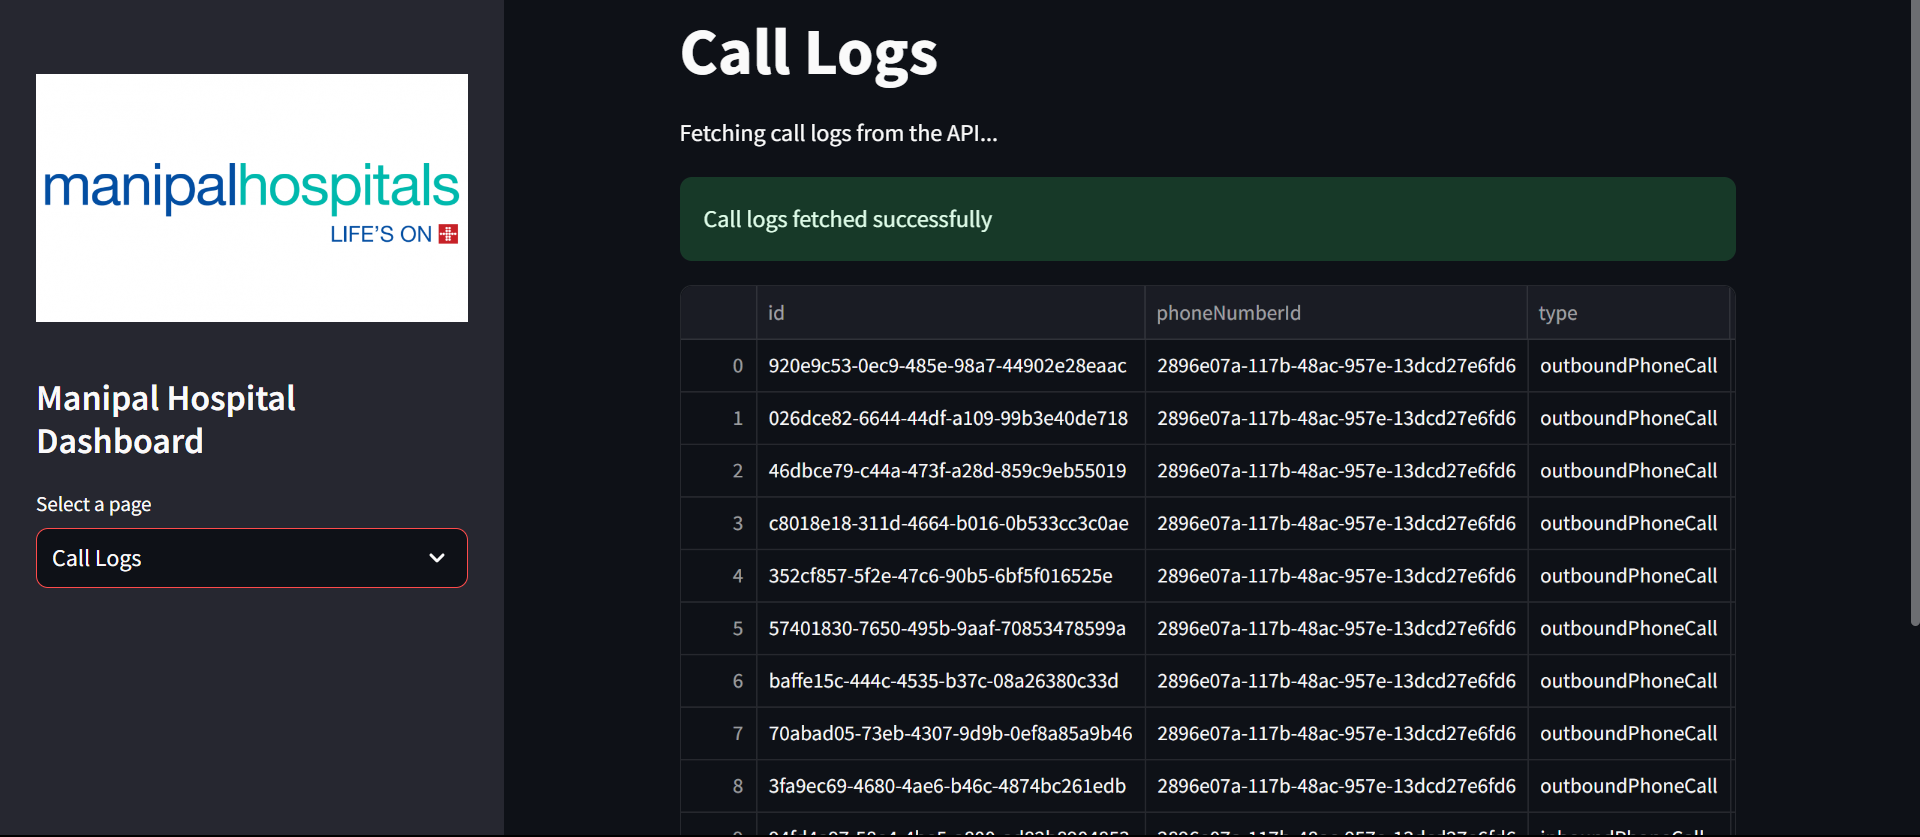 manipalhospitals
LIFE'S ON
Manipal Hospital
Dashboard
Select a page
Call Logs
Call Logs
Fetching call logs from the API...
Call logs fetched successfully
id phoneNumberId type
0 920e9c53-0ec9-485e-98a7-44902e28eaac 2896e07a-117b-48ac-957e-13dcd27e6fd6 outboundPhoneCall
1 026dce82-6644-44df-a109-99b3e40de718 2896e07a-117b-48ac-957e-13dcd27e6fd6 outboundPhoneCall
2 46dbce79-c44a-473f-a28d-859c9eb55019 2896e07a-117b-48ac-957e-13dcd27e6fd6 outboundPhoneCall
3 c8018e18-311d-4664-b016-0b533cc3c0ae 2896e07a-117b-48ac-957e-13dcd27e6fd6 outboundPhoneCall
4 352cf857-5f2e-47c6-90b5-6bf5f016525e 2896e07a-117b-48ac-957e-13dcd27e6fd6 outboundPhoneCall
5 57401830-7650-495b-9aaf-70853478599a 2896e07a-117b-48ac-957e-13dcd27e6fd6 outboundPhoneCall
6 baffe15c-444c-4535-b37c-08a26380c33d 2896e07a-117b-48ac-957e-13dcd27e6fd6 outboundPhoneCall
7 70abad05-73eb-4307-9d9b-0ef8a85a9b46 2896e07a-117b-48ac-957e-13dcd27e6fd6 outboundPhoneCall
8 3fa9ec69-4680-4ae6-b46c-4874bc261edb 2896e07a-117b-48ac-957e-13dcd27e6fd6 outboundPhoneCall